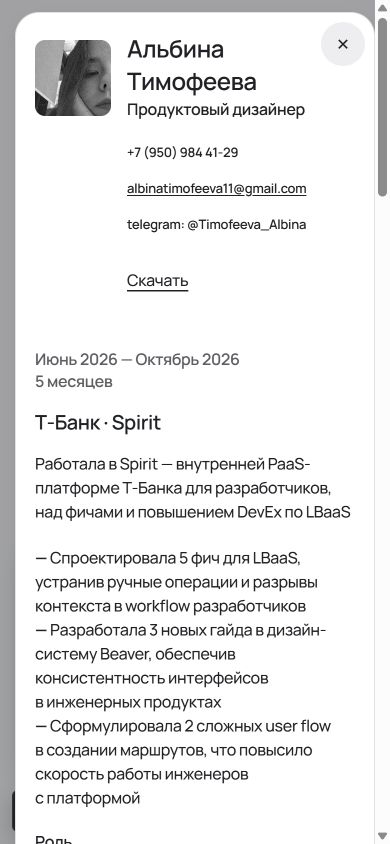 Альбина
Тимофеева
Продуктовый дизайнер
+7 (950) 984 41-29
albinatimofeeva11@gmail.com
telegram: @Timofeeva_Albina
Скачать
Июнь 2026 — Октябрь 2026
5 месяцев
Т-Банк · Spirit
Работала в Spirit — внутренней PaaS-
платформе Т-Банка для разработчиков,
над фичами и повышением DevEx по LBaaS
— Спроектировала 5 фич для LBaaS,
устранив ручные операции и разрывы
контекста в workflow разработчиков
— Разработала 3 новых гайда в дизайн-
систему Beaver, обеспечив
консистентность интерфейсов
в инженерных продуктах
— Сформулировала 2 сложных user flow
в создании маршрутов, что повысило
скорость работы инженеров
с платформой
Роль